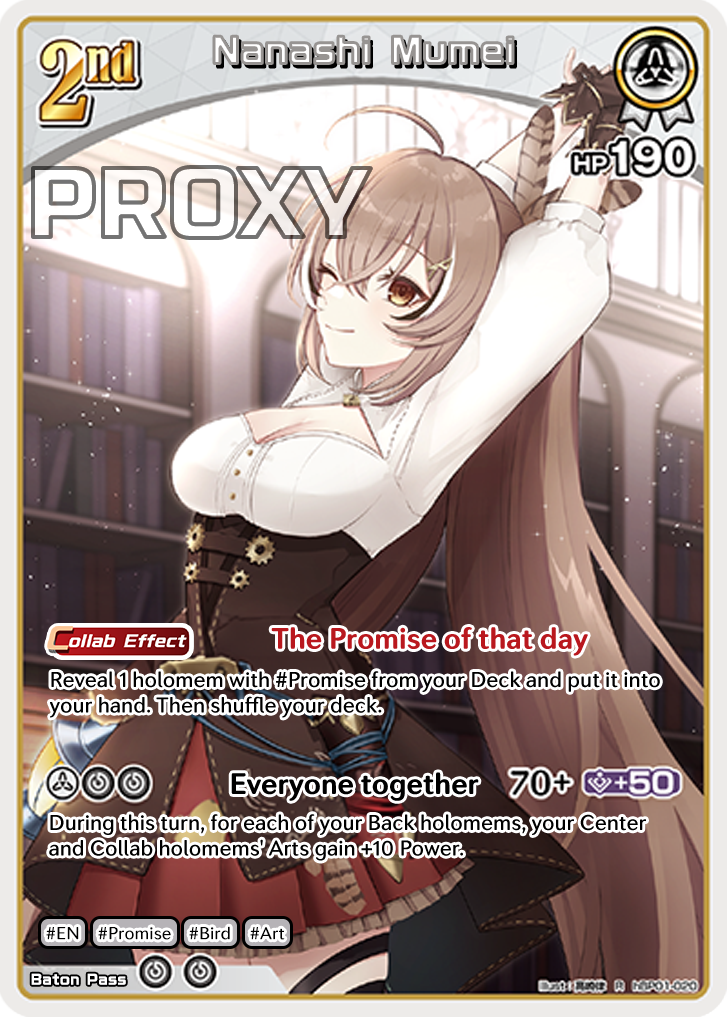 2nd
Nanashi Mumei
HP190
PROXY
Collab Effect The Promise of that day
Reveal 1 holomem with #Promise from your Deck and put it into
your hand. Then shuffle your deck.
Everyone together 70+ +50
During this turn, for each of your Back holomems, your Center
and Collab holomems' Arts gain +10 Power.
#EN #Promise #Bird #Art
Baton Pass
Illust: R hBP01-020